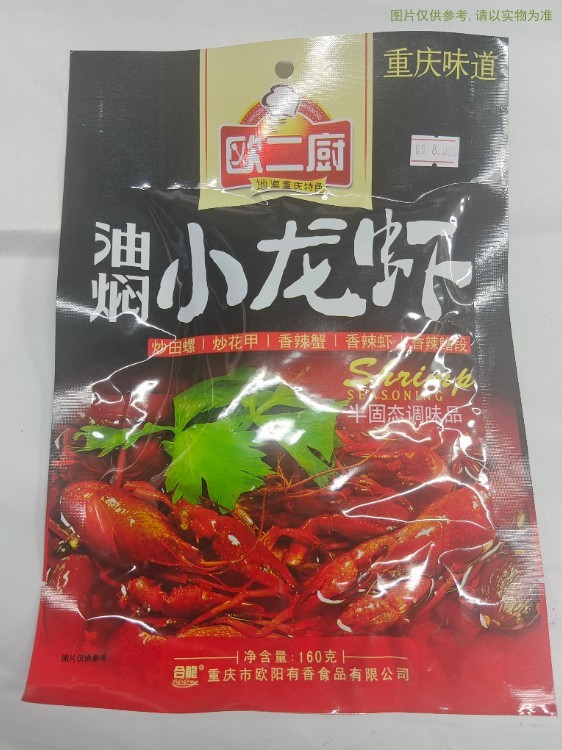 图片仅供参考,请以实物为准
重庆味道
欧二厨
地道重庆特色
油焖小龙虾
炒田螺 | 炒花甲 | 香辣蟹 | 香辣虾 | 香辣鳝段
Shrimp
SEASONING
半固态调味品
图片仅供参考
净含量:160克
重庆市欧阳有香食品有限公司